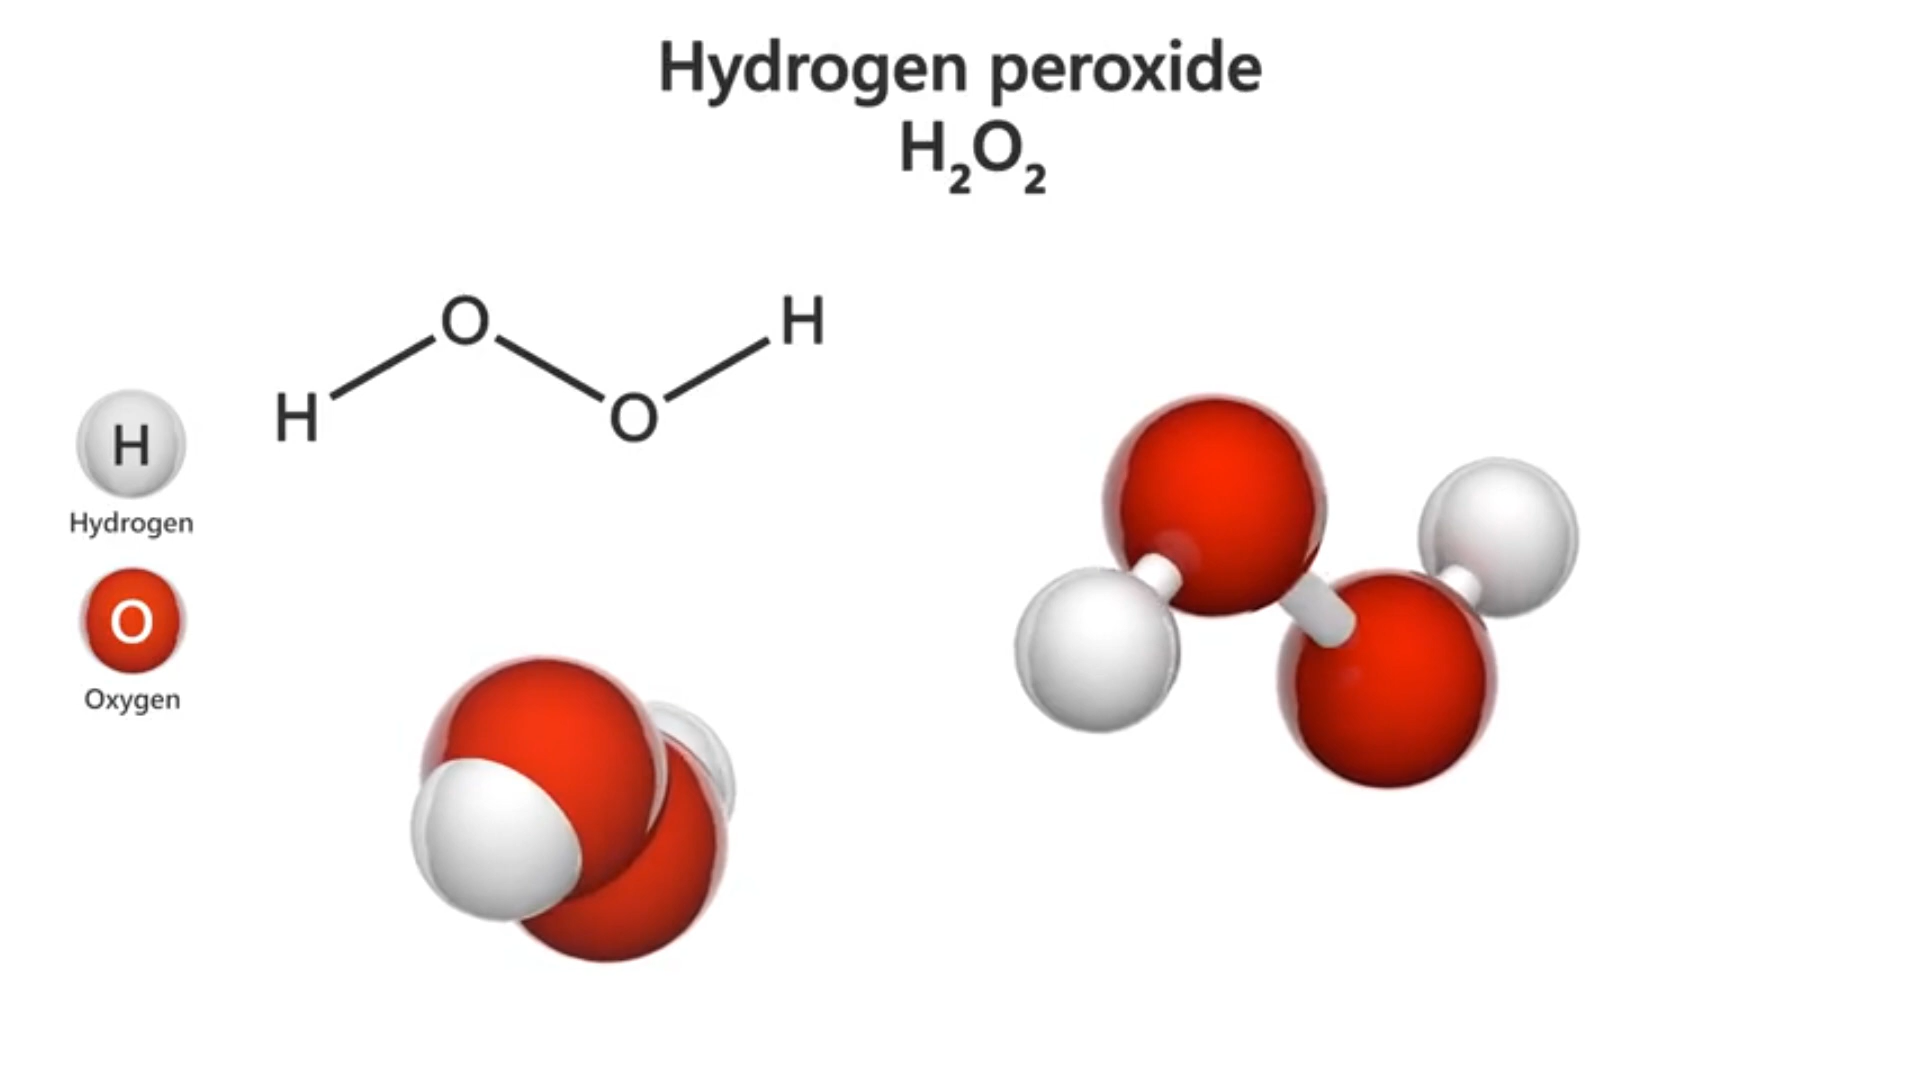 Hydrogen peroxide
H₂O₂
O
H
H
O
H
Hydrogen
O
Oxygen